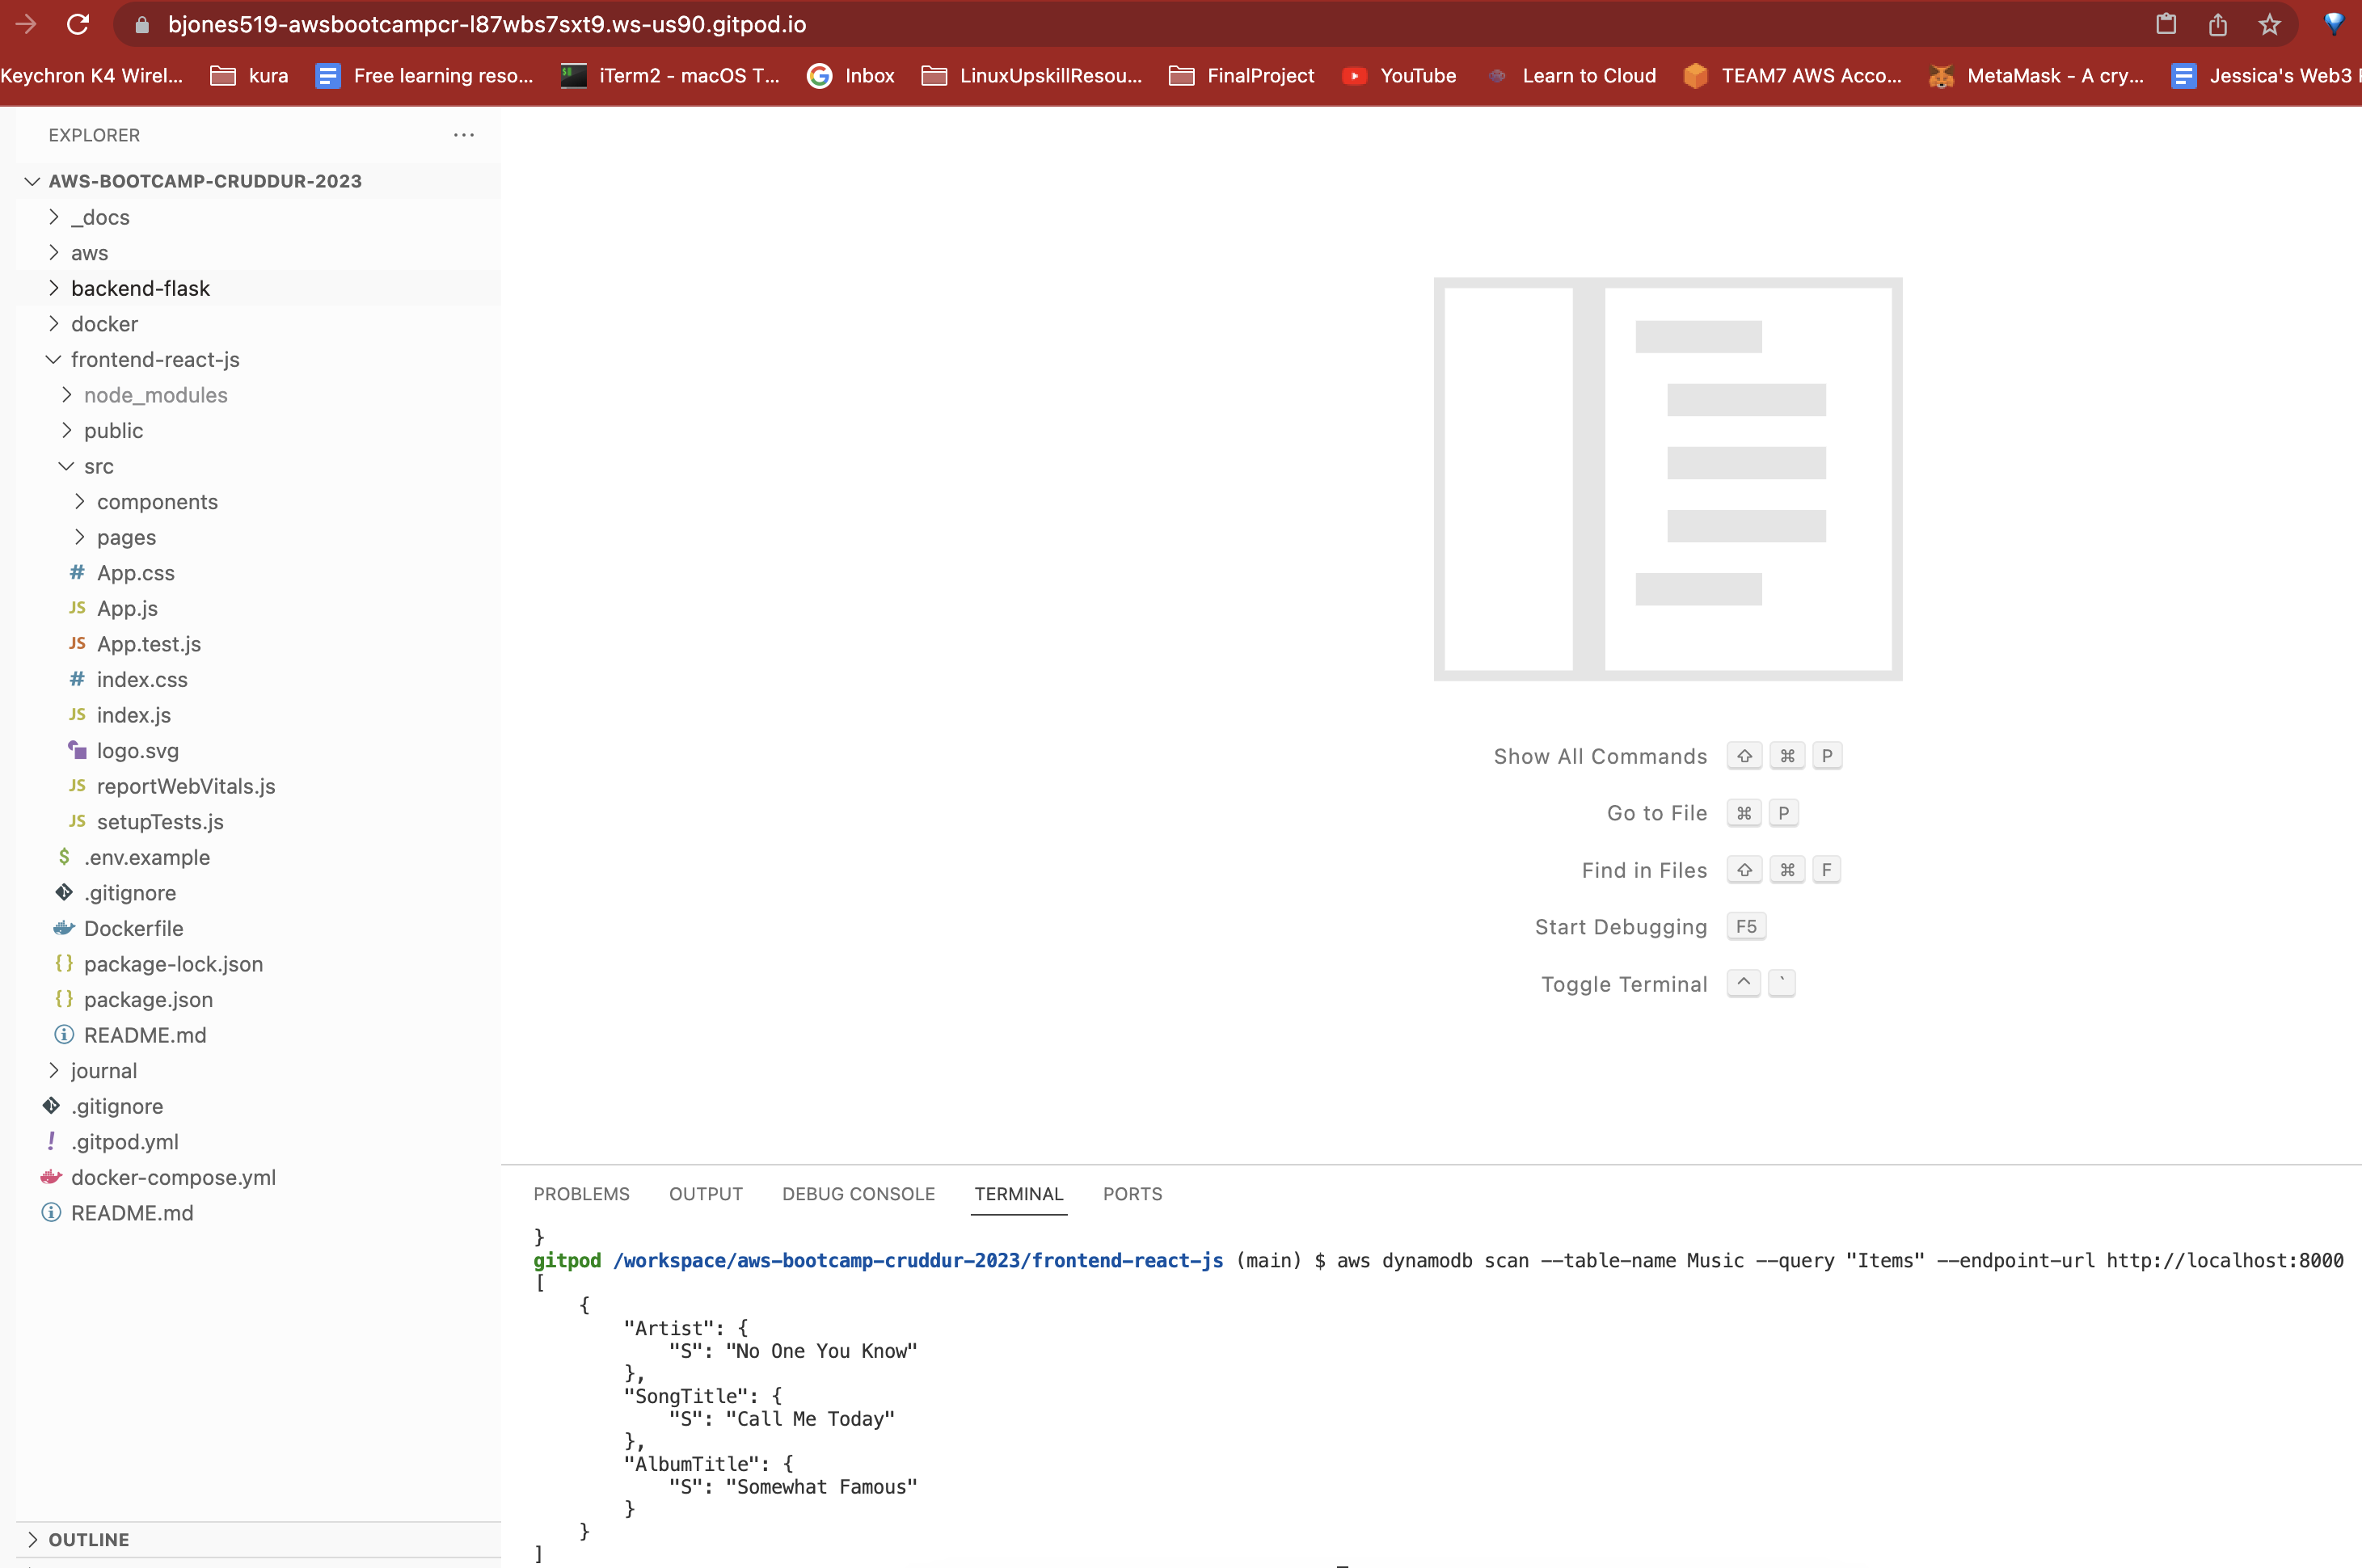 bjones519-awsbootcampcr-l87wbs7sxt9.ws-us90.gitpod.io
Keychron K4 Wirel... kura Free learning reso... iTerm2 - macOS T... Inbox LinuxUpskillResou... FinalProject YouTube Learn to Cloud TEAM7 AWS Acco... MetaMask - A cry... Jessica's Web3
EXPLORER ...
AWS-BOOTCAMP-CRUDDUR-2023
_docs
aws
backend-flask
docker
frontend-react-js
node_modules
public
src
components
pages
# App.css
JS App.js
JS App.test.js
# index.css
JS index.js
logo.svg
JS reportWebVitals.js
JS setupTests.js
$ .env.example
.gitignore
Dockerfile
{} package-lock.json
{} package.json
README.md
journal
.gitignore
! .gitpod.yml
docker-compose.yml
README.md
OUTLINE
Show All Commands ⇧ ⌘ P
Go to File ⌘ P
Find in Files ⇧ ⌘ F
Start Debugging F5
Toggle Terminal ^ `
PROBLEMS OUTPUT DEBUG CONSOLE TERMINAL PORTS
}
gitpod /workspace/aws-bootcamp-cruddur-2023/frontend-react-js (main) $ aws dynamodb scan --table-name Music --query "Items" --endpoint-url http://localhost:8000
[
    {
        "Artist": {
            "S": "No One You Know"
        },
        "SongTitle": {
            "S": "Call Me Today"
        },
        "AlbumTitle": {
            "S": "Somewhat Famous"
        }
    }
]